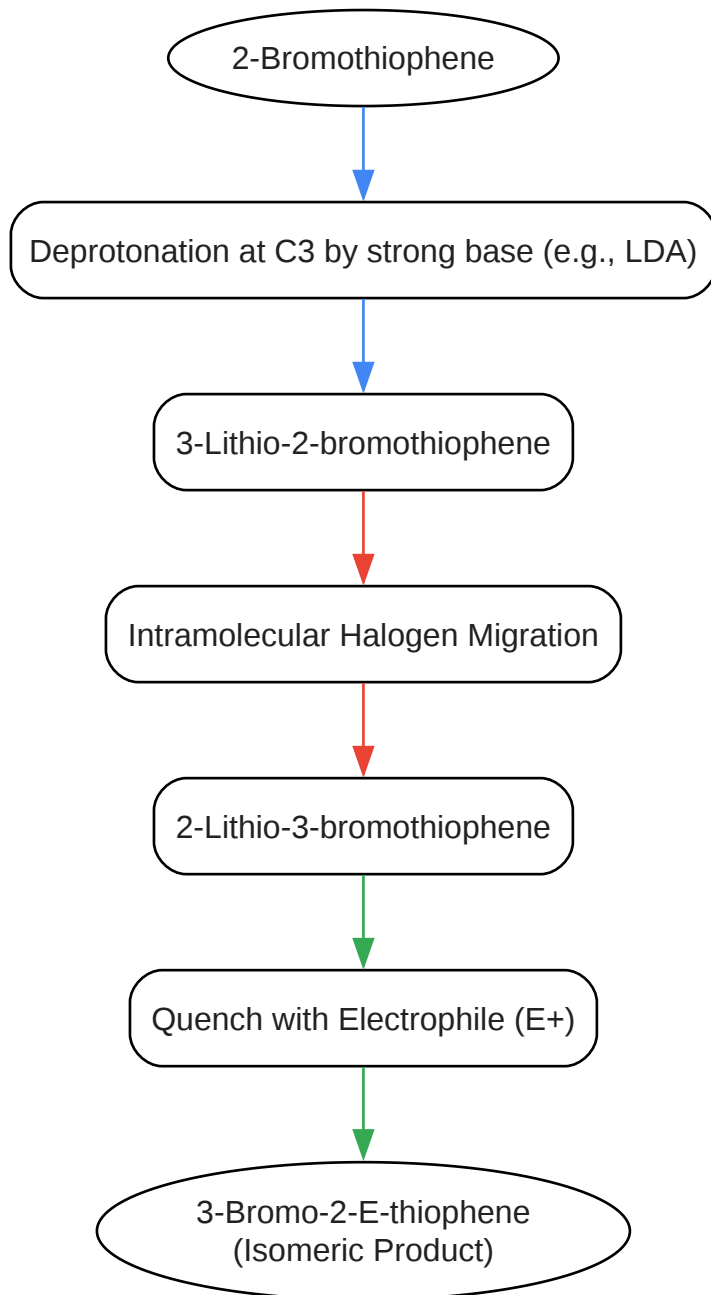 2-Bromothiophene
Deprotonation at C3 by strong base (e.g., LDA)
3-Lithio-2-bromothiophene
Intramolecular Halogen Migration
2-Lithio-3-bromothiophene
Quench with Electrophile (E+)
3-Bromo-2-E-thiophene
(Isomeric Product)